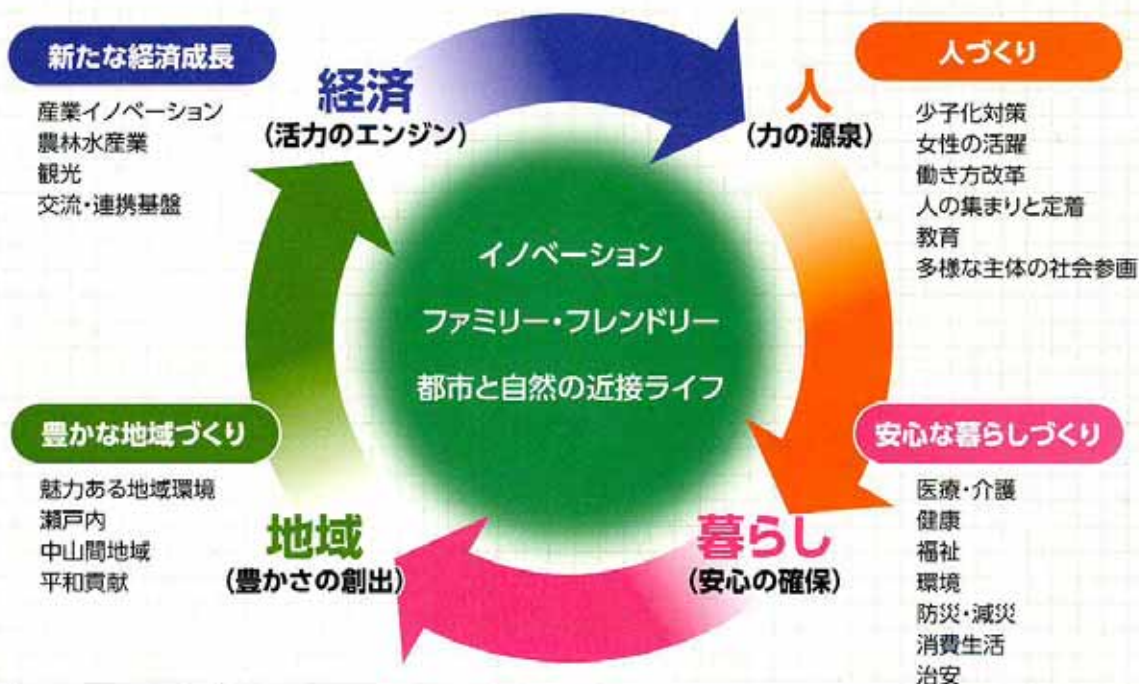 新たな経済成長
産業イノベーション
農林水産業
観光
交流・連携基盤
経済
(活力のエンジン)
人
(力の源泉)
人づくり
少子化対策
女性の活躍
働き方改革
人の集まりと定着
教育
多様な主体の社会参画
イノベーション
ファミリー・フレンドリー
都市と自然の近接ライフ
豊かな地域づくり
魅力ある地域環境
瀬戸内
中山間地域
平和貢献
地域
(豊かさの創出)
暮らし
(安心の確保)
安心な暮らしづくり
医療・介護
健康
福祉
環境
防災・減災
消費生活
治安